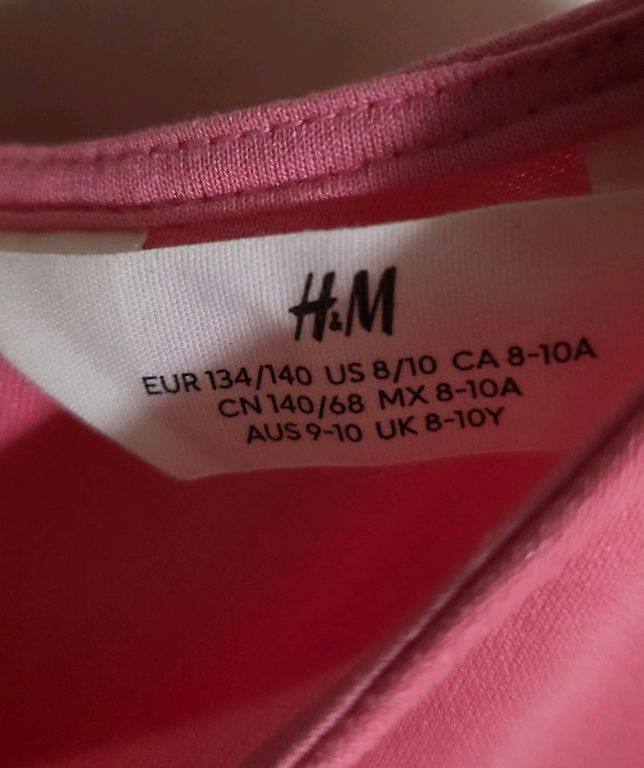 H&M
EUR 134/140 US 8/10 CA 8-10A
CN 140/68 MX 8-10A
AUS 9-10 UK 8-10Y